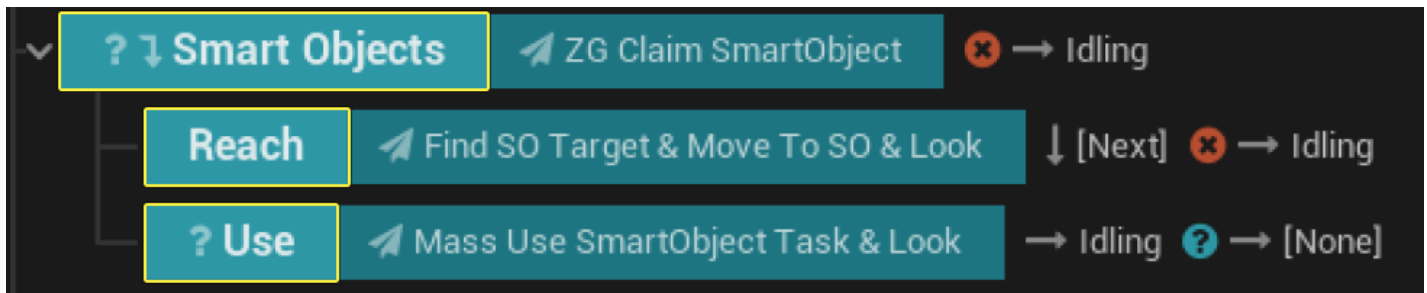 ? Smart Objects ZG Claim SmartObject → Idling
Reach Find SO Target & Move To SO & Look ↓ [Next] → Idling
? Use Mass Use SmartObject Task & Look → Idling ? → [None]